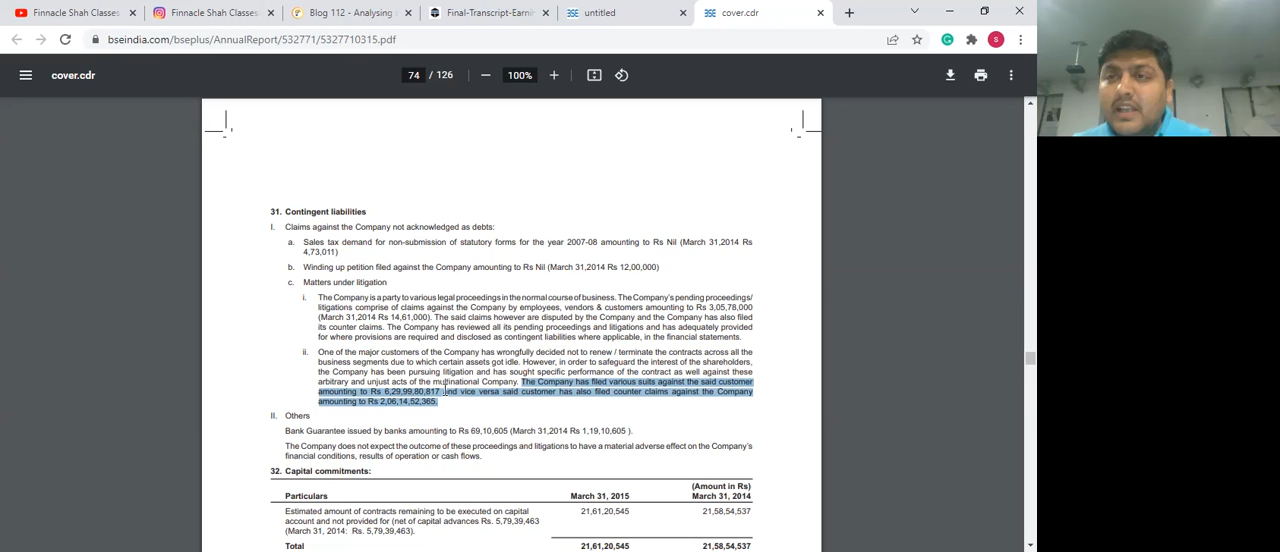 Finnacle Shah Classes
Finnacle Shah Classes
Blog 112 - Analysing
Final-Transcript-Earnin
untitled
cover.cdr
bseindia.com/bseplus/AnnualReport/532771/5327710315.pdf
S
cover.cdr
74 / 126
100%
31. Contingent liabilities
I. Claims against the Company not acknowledged as debts:
a. Sales tax demand for non-submission of statutory forms for the year 2007-08 amounting to Rs Nil (March 31,2014 Rs
4,73,011)
b. Winding up petition filed against the Company amounting to Rs Nil (March 31,2014 Rs 12,00,000)
c. Matters under litigation
i. The Company is a party to various legal proceedings in the normal course of business. The Company's pending proceedings/
litigations comprise of claims against the Company by employees, vendors & customers amounting to Rs 3,05,78,000
(March 31,2014 Rs 14,61,000). The said claims however are disputed by the Company and the Company has also filed
its counter claims. The Company has reviewed all its pending proceedings and litigations and has adequately provided
for where provisions are required and disclosed as contingent liabilities where applicable, in the financial statements.
ii. One of the major customers of the Company has wrongfully decided not to renew / terminate the contracts across all the
business segments due to which certain assets got idle. However, in order to safeguard the interest of the shareholders,
the Company has been pursuing litigation and has sought specific performance of the contract as well against these
arbitrary and unjust acts of the multinational Company. The Company has filed various suits against the said customer
amounting to Rs 6,29,99,80,817 and vice versa said customer has also filed counter claims against the Company
amounting to Rs 2,06,14,52,365.
II. Others
Bank Guarantee issued by banks amounting to Rs 69,10,605 (March 31,2014 Rs 1,19,10,605 ).
The Company does not expect the outcome of these proceedings and litigations to have a material adverse effect on the Company's
financial conditions, results of operation or cash flows.
32. Capital commitments:
(Amount in Rs)
Particulars March 31, 2015 March 31, 2014
Estimated amount of contracts remaining to be executed on capital 21,61,20,545 21,58,54,537
account and not provided for (net of capital advances Rs. 5,79,39,463
(March 31, 2014: Rs. 5,79,39,463).
Total 21,61,20,545 21,58,54,537